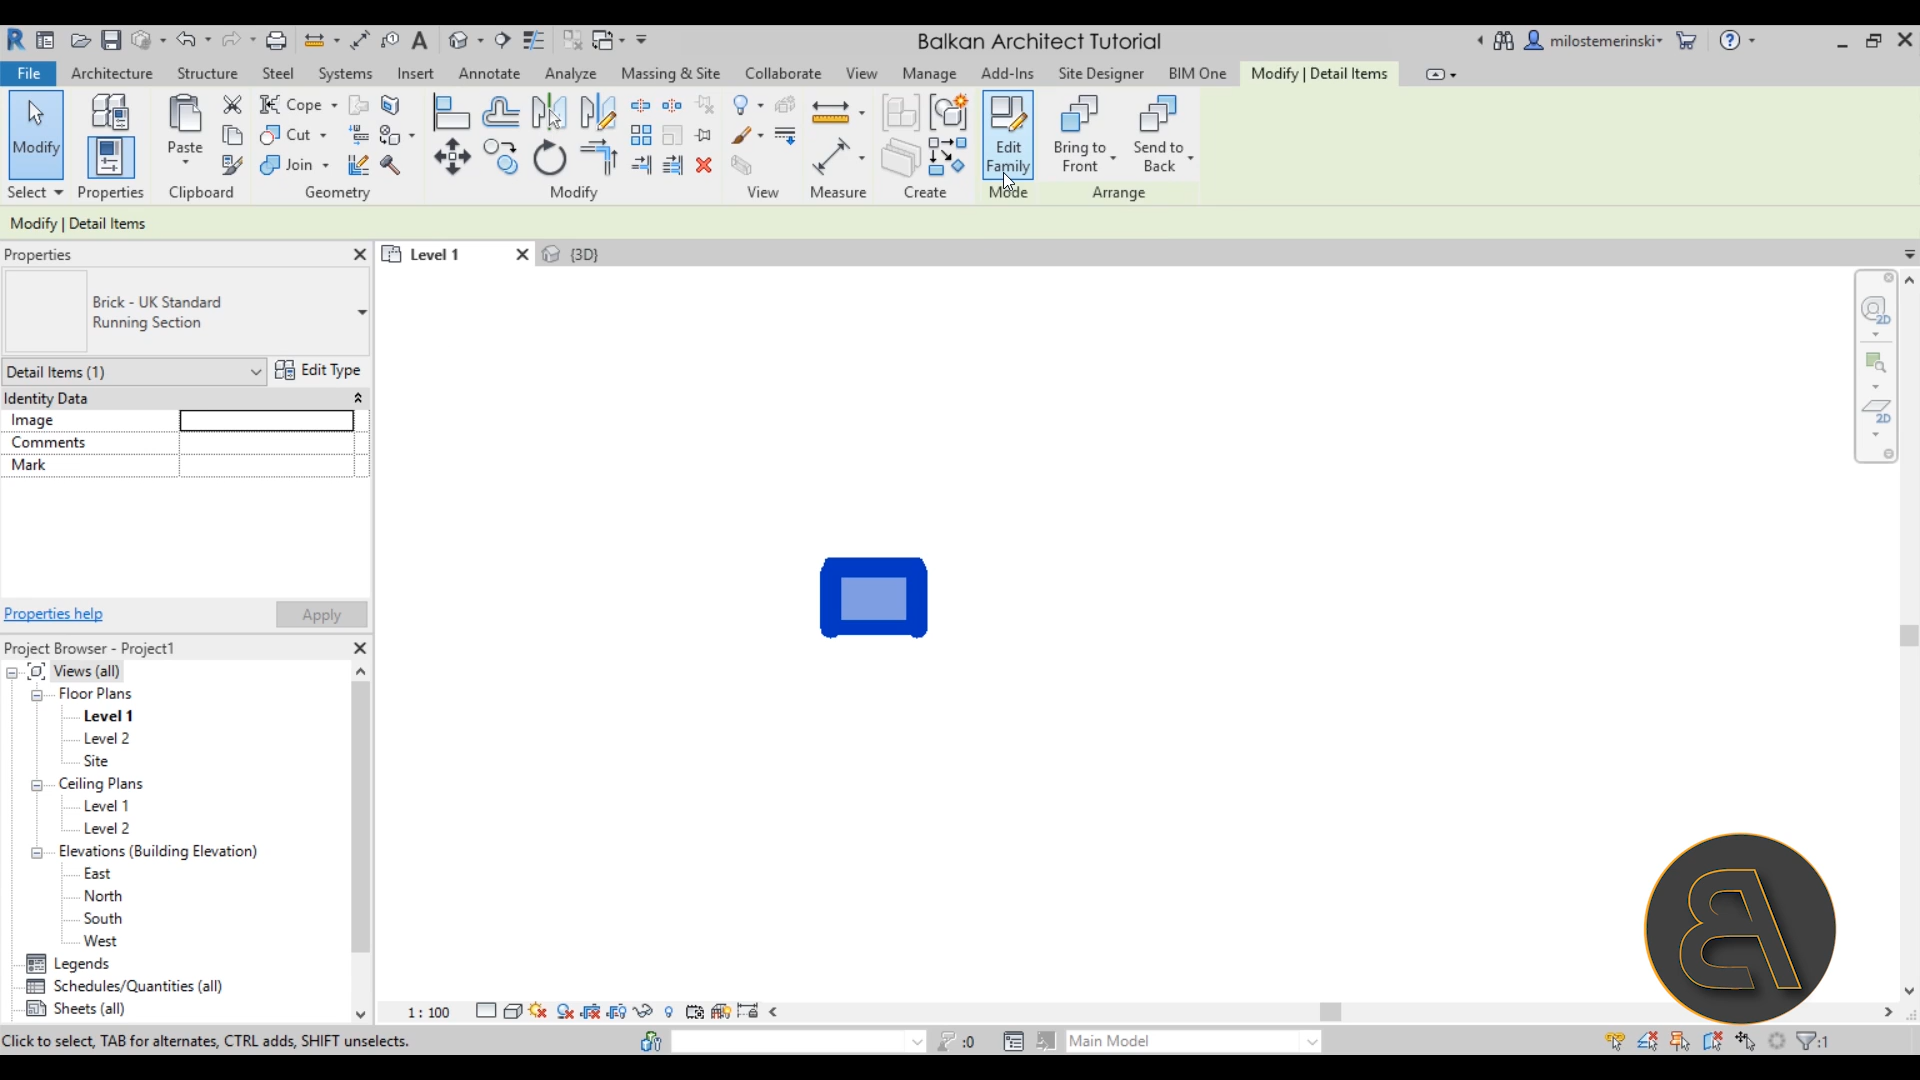 Balkan Architect Tutorial
milostemerinski
File Architecture Structure Steel Systems Insert Annotate Analyze Massing & Site Collaborate View Manage Add-Ins Site Designer BIM One Modify | Detail Items
Modify
Paste
Cope
Cut
Join
Edit
Family
Bring to
Front
Send to
Back
Select Properties Clipboard Geometry Modify View Measure Create Mode Arrange
Modify | Detail Items
Properties
Level 1
{3D}
Brick - UK Standard
Running Section
Detail Items (1)
Edit Type
Identity Data
Image
Comments
Mark
Properties help
Apply
Project Browser - Project1
Views (all)
Floor Plans
Level 1
Level 2
Site
Ceiling Plans
Level 1
Level 2
Elevations (Building Elevation)
East
North
South
West
Legends
Schedules/Quantities (all)
Sheets (all)
2D
2D
1 : 100
Click to select, TAB for alternates, CTRL adds, SHIFT unselects.
:0
Main Model
:1